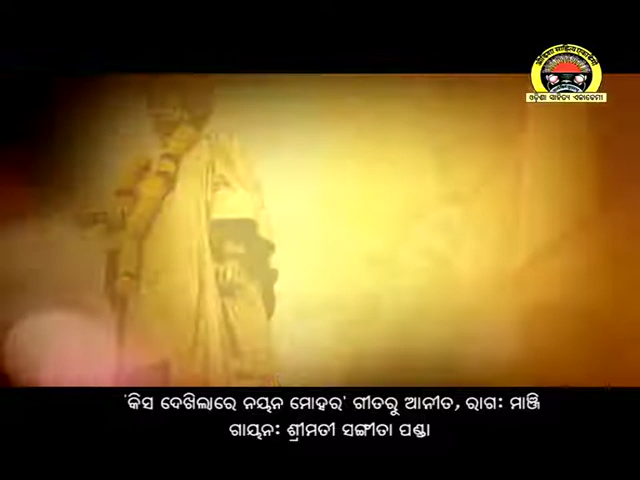 ଓଡ଼ିଶା ସାହିତ୍ୟ ଏକାଡେମୀ
'କିସ ଦେଖିଲାରେ ନୟନ ମୋହର' ଗୀତରୁ ଆନୀତ, ରାଗ: ମାଞ୍ଜି
ଗାୟନ: ଶ୍ରୀମତୀ ସଙ୍ଗୀତା ପଣ୍ଡା